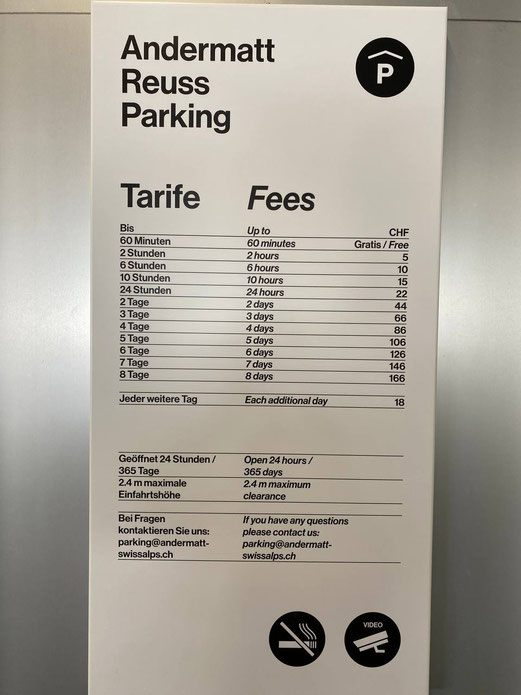 Andermatt
Reuss
Parking
P
Tarife Fees
Bis Up to CHF
60 Minuten 60 minutes Gratis / Free
2 Stunden 2 hours 5
6 Stunden 6 hours 10
10 Stunden 10 hours 15
24 Stunden 24 hours 22
2 Tage 2 days 44
3 Tage 3 days 66
4 Tage 4 days 86
5 Tage 5 days 106
6 Tage 6 days 126
7 Tage 7 days 146
8 Tage 8 days 166
Jeder weitere Tag Each additional day 18
Geöffnet 24 Stunden / Open 24 hours /
365 Tage 365 days
2.4 m maximale 2.4 m maximum
Einfahrtshöhe clearance
Bei Fragen If you have any questions
kontaktieren Sie uns: please contact us:
parking@andermatt- parking@andermatt-
swissalps.ch swissalps.ch
VIDEO